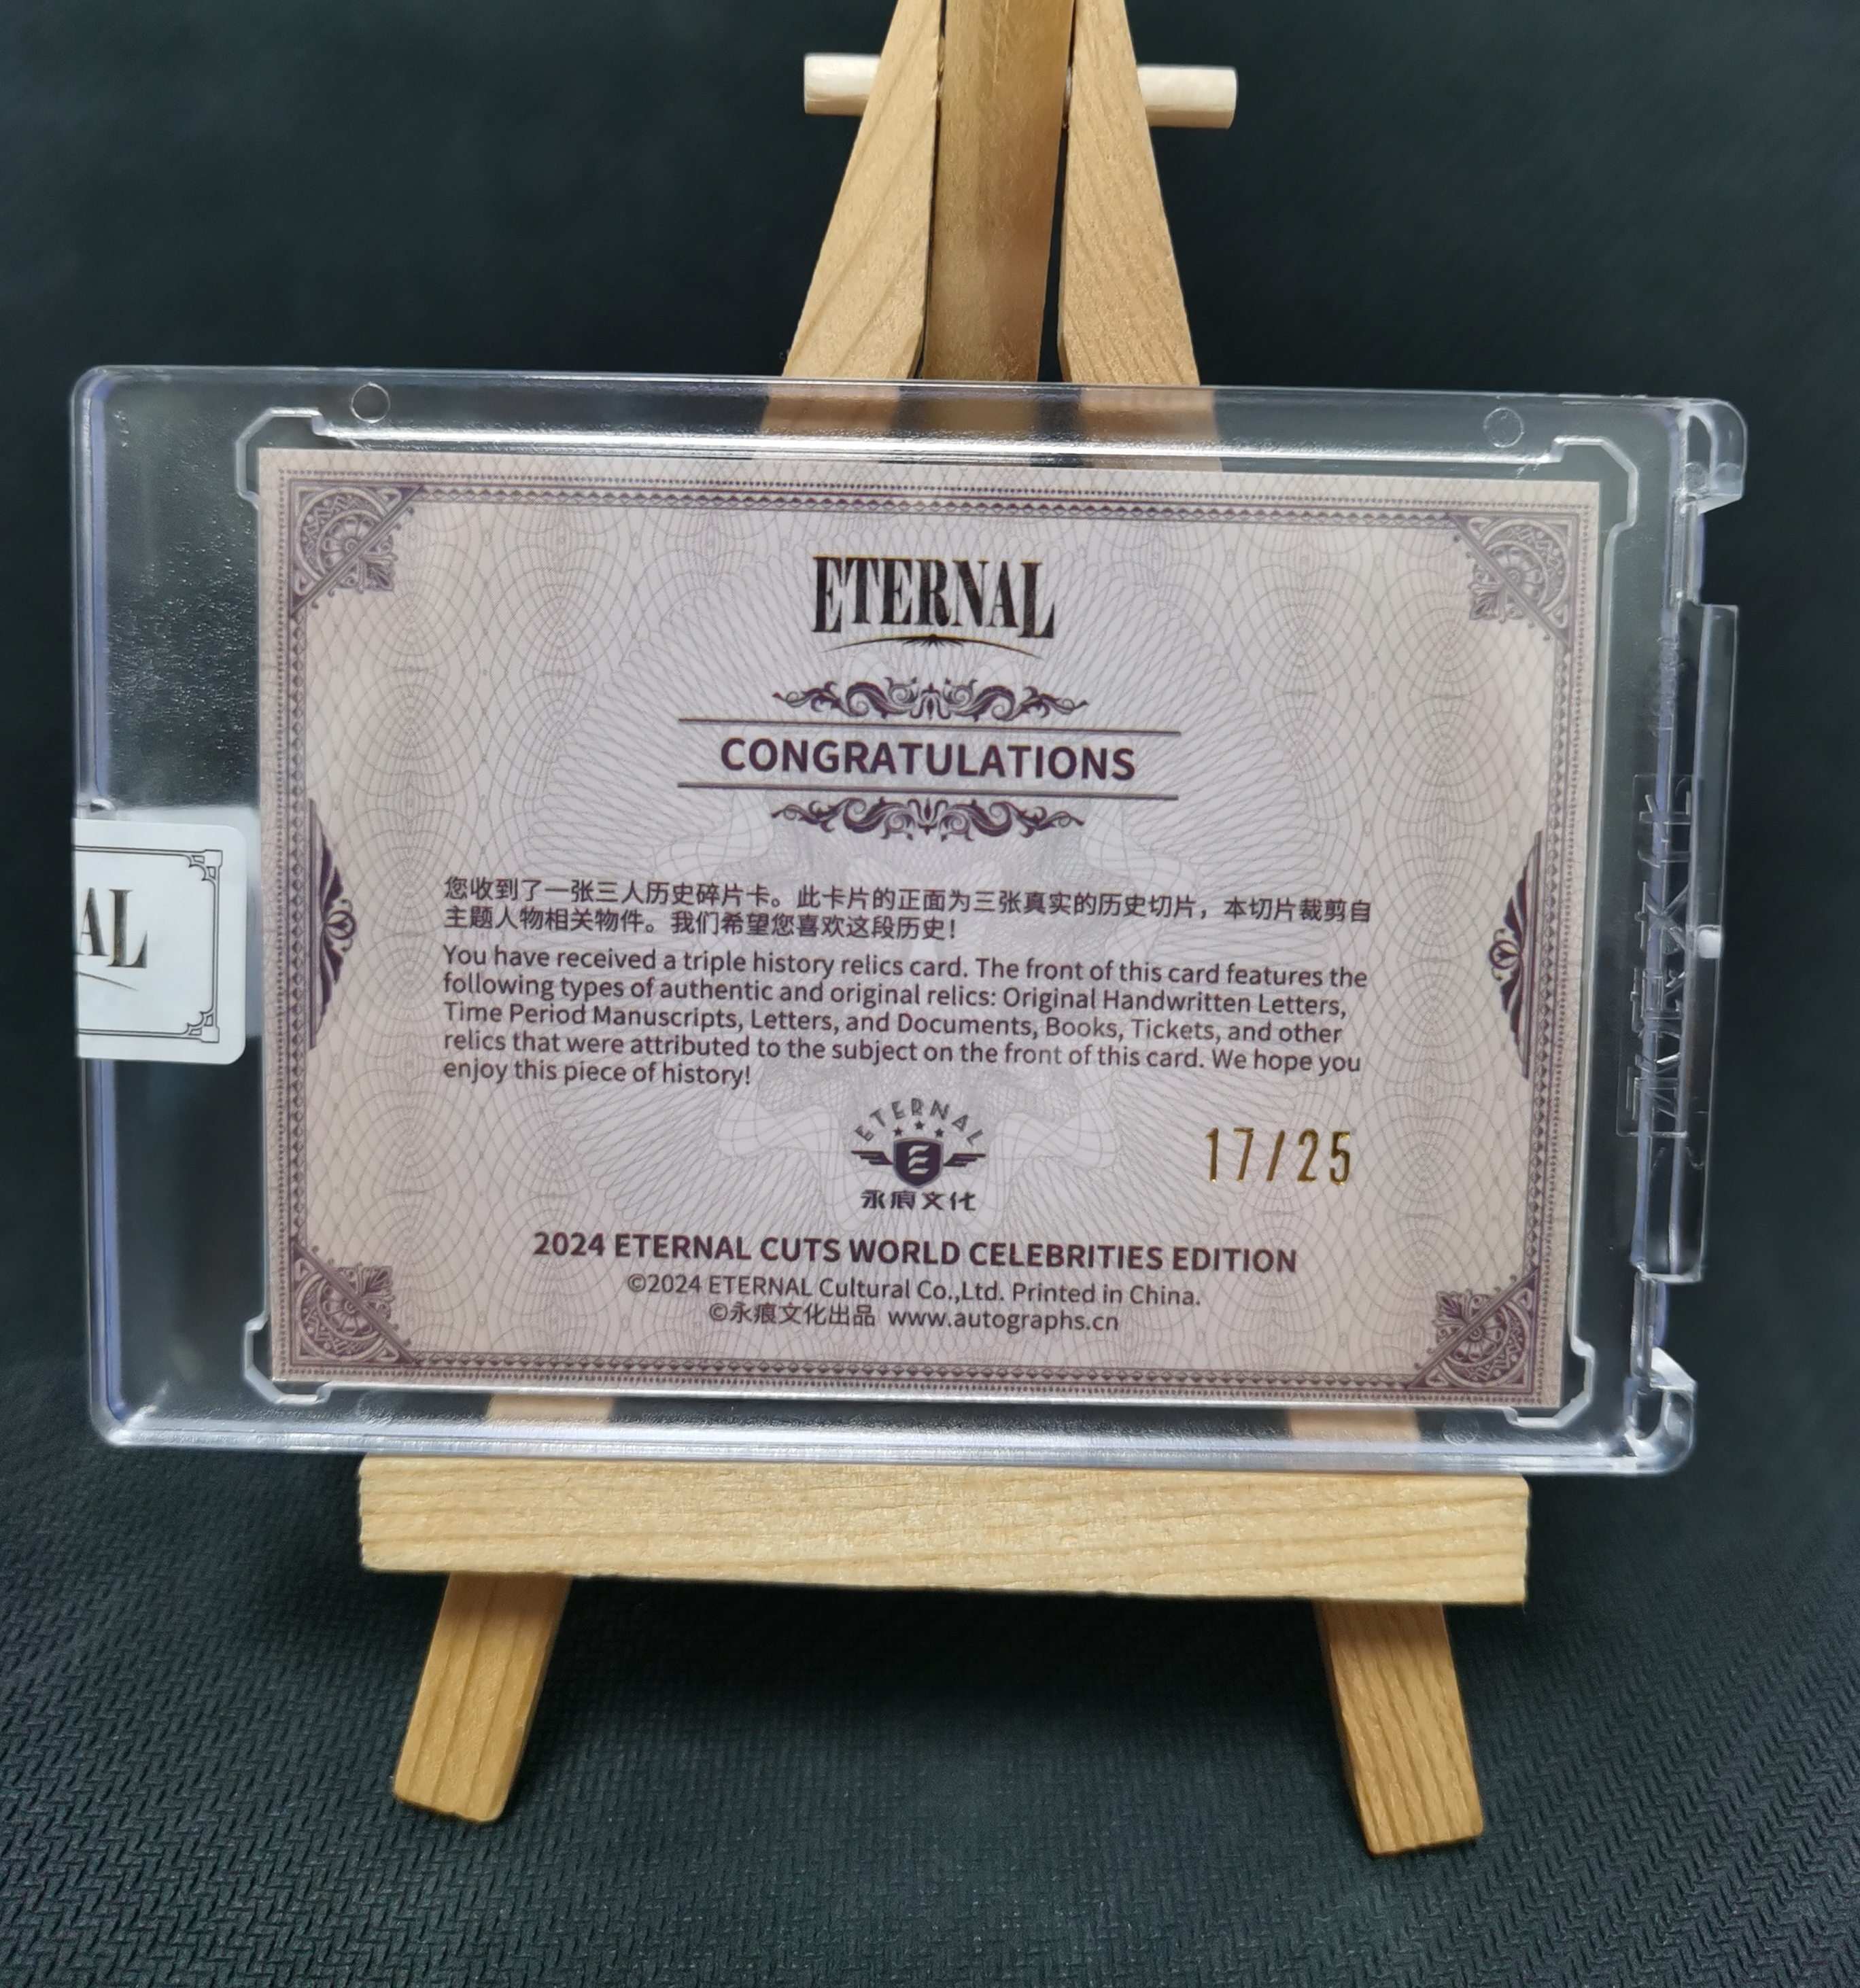 ETERNAL
CONGRATULATIONS
您收到了一张三人历史碎片卡。此卡片的正面为三张真实的历史切片，本切片裁剪自
主题人物相关物件。我们希望您喜欢这段历史！
You have received a triple history relics card. The front of this card features the
following types of authentic and original relics: Original Handwritten Letters,
Time Period Manuscripts, Letters, and Documents, Books, Tickets, and other
relics that were attributed to the subject on the front of this card. We hope you
enjoy this piece of history!
AL
ETERNAL
永痕文化
17/25
2024 ETERNAL CUTS WORLD CELEBRITIES EDITION
©2024 ETERNAL Cultural Co.,Ltd. Printed in China.
©永痕文化出品 www.autographs.cn